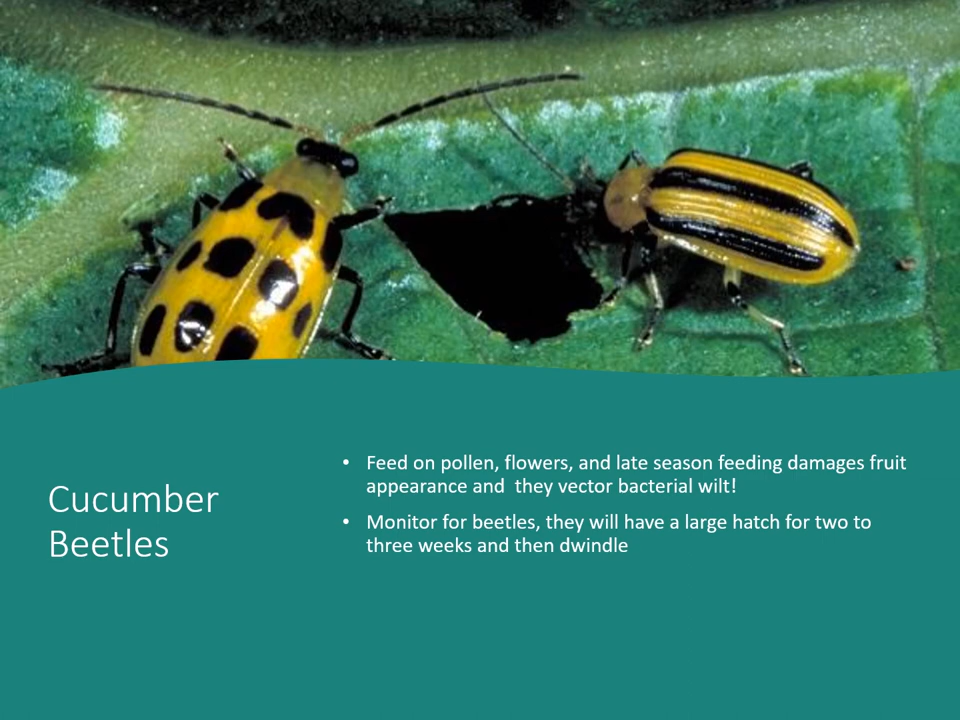 Cucumber
Beetles
• Feed on pollen, flowers, and late season feeding damages fruit
appearance and  they vector bacterial wilt!
• Monitor for beetles, they will have a large hatch for two to
three weeks and then dwindle